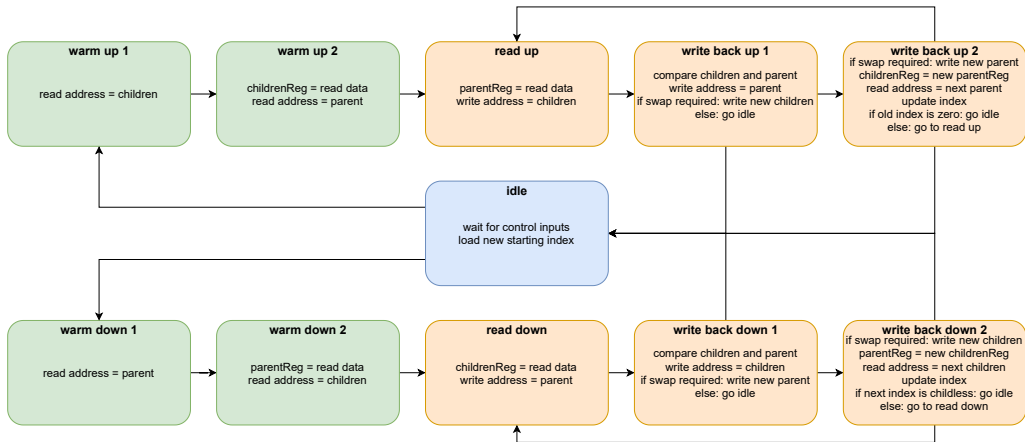 warm up 1
read address = children
warm up 2
childrenReg = read data
read address = parent
read up
parentReg = read data
write address = children
write back up 1
compare children and parent
write address = parent
if swap required: write new children
else: go idle
write back up 2
if swap required: write new parent
childrenReg = new parentReg
read address = next parent
update index
if old index is zero: go idle
else: go to read up
idle
wait for control inputs
load new starting index
warm down 1
read address = parent
warm down 2
parentReg = read data
read address = children
read down
childrenReg = read data
write address = parent
write back down 1
compare children and parent
write address = children
if swap required: write new parent
else: go idle
write back down 2
if swap required: write new children
parentReg = new childrenReg
read address = next children
update index
if next index is childless: go idle
else: go to read down